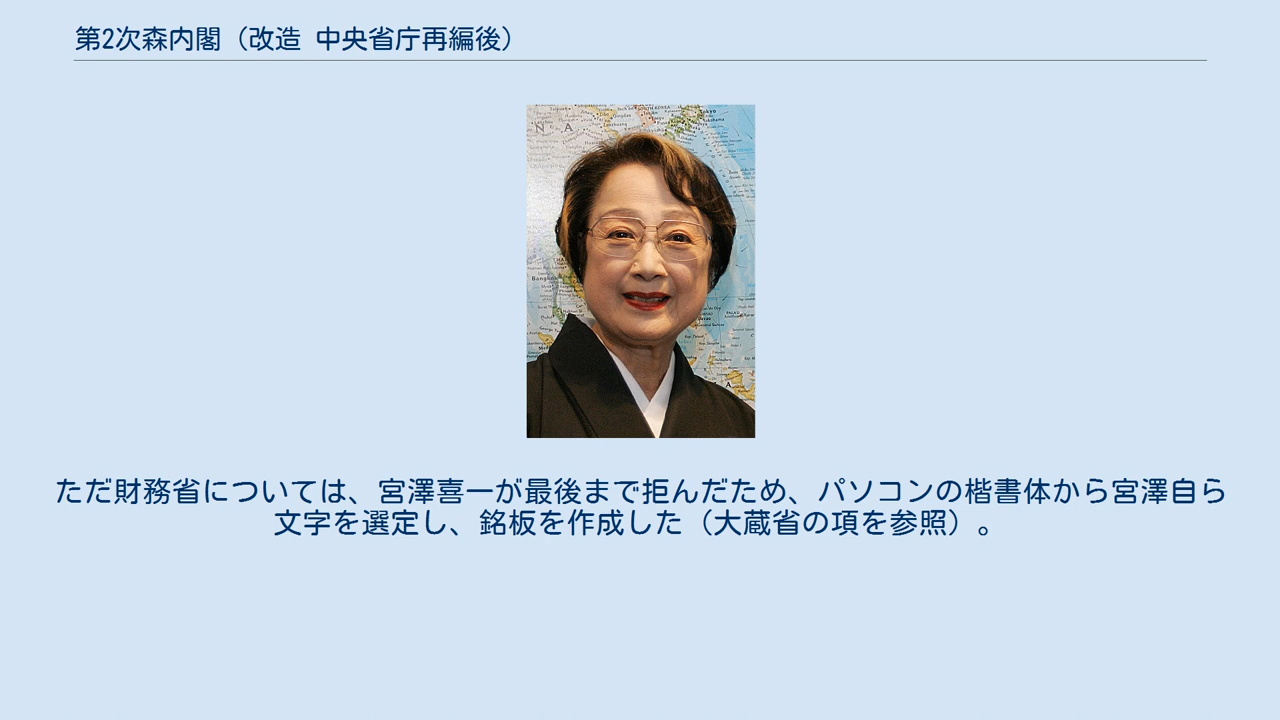 第2次森内閣（改造 中央省庁再編後）
N A
Tokyo
Bangkok
ただ財務省については、宮澤喜一が最後まで拒んだため、パソコンの楷書体から宮澤自ら
文字を選定し、銘板を作成した（大蔵省の項を参照）。